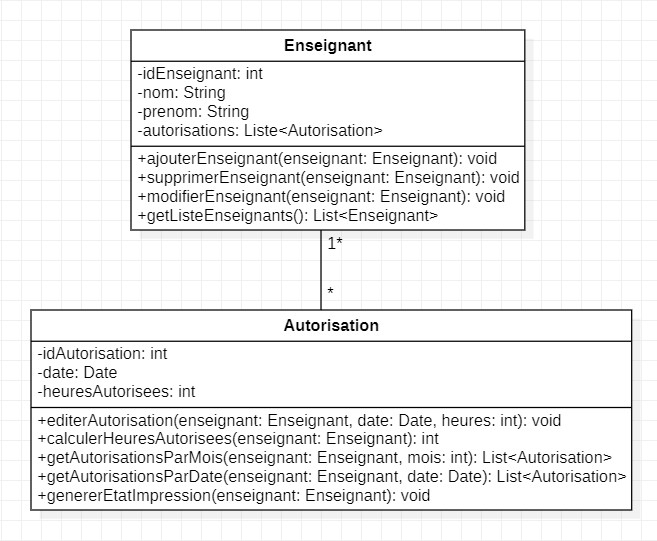 Enseignant
-idEnseignant: int
-nom: String
-prenom: String
-autorisations: Liste<Autorisation>
+ajouterEnseignant(enseignant: Enseignant): void
+supprimerEnseignant(enseignant: Enseignant): void
+modifierEnseignant(enseignant: Enseignant): void
+getListeEnseignants(): List<Enseignant>
1*
*
Autorisation
-idAutorisation: int
-date: Date
-heuresAutorisees: int
+editerAutorisation(enseignant: Enseignant, date: Date, heures: int): void
+calculerHeuresAutorisees(enseignant: Enseignant): int
+getAutorisationsParMois(enseignant: Enseignant, mois: int): List<Autorisation>
+getAutorisationsParDate(enseignant: Enseignant, date: Date): List<Autorisation>
+genererEtatImpression(enseignant: Enseignant): void